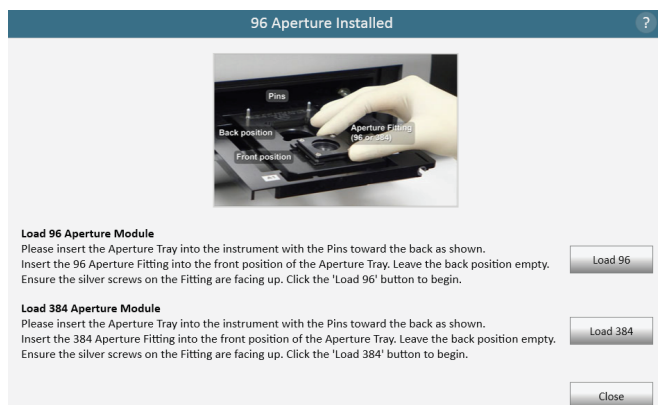 96 Aperture Installed
?
Pins
Back position
Aperture Fitting
(96 or 384)
Front position
Load 96 Aperture Module
Please insert the Aperture Tray into the instrument with the Pins toward the back as shown.
Insert the 96 Aperture Fitting into the front position of the Aperture Tray. Leave the back position empty.
Ensure the silver screws on the Fitting are facing up. Click the 'Load 96' button to begin.
Load 96
Load 384 Aperture Module
Please insert the Aperture Tray into the instrument with the Pins toward the back as shown.
Insert the 384 Aperture Fitting into the front position of the Aperture Tray. Leave the back position empty.
Ensure the silver screws on the Fitting are facing up. Click the 'Load 384' button to begin.
Load 384
Close